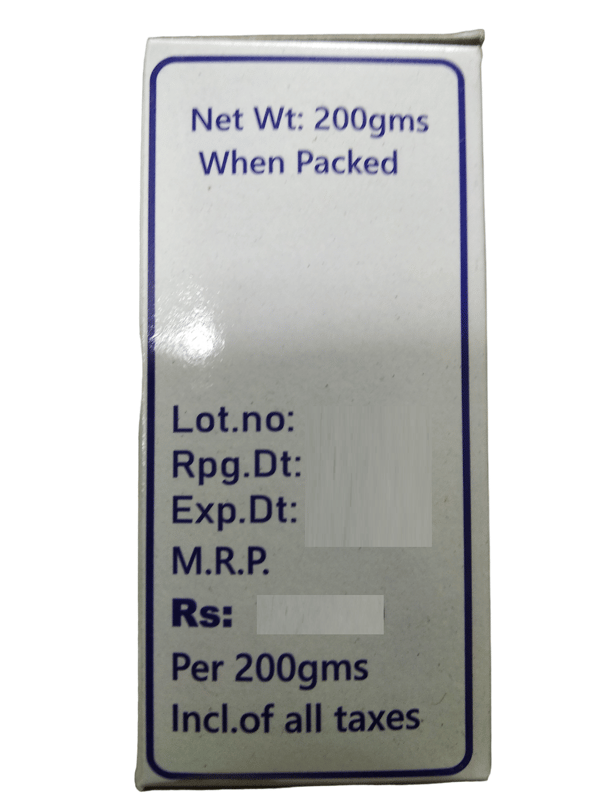 Net Wt: 200gms
When Packed
Lot.no:
Rpg.Dt:
Exp.Dt:
M.R.P.
Rs:
Per 200gms
Incl.of all taxes